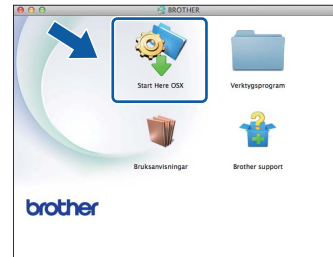 BROTHER
Start Here OSX
Verktygsprogram
Bruksanvisningar
Brother support
brother